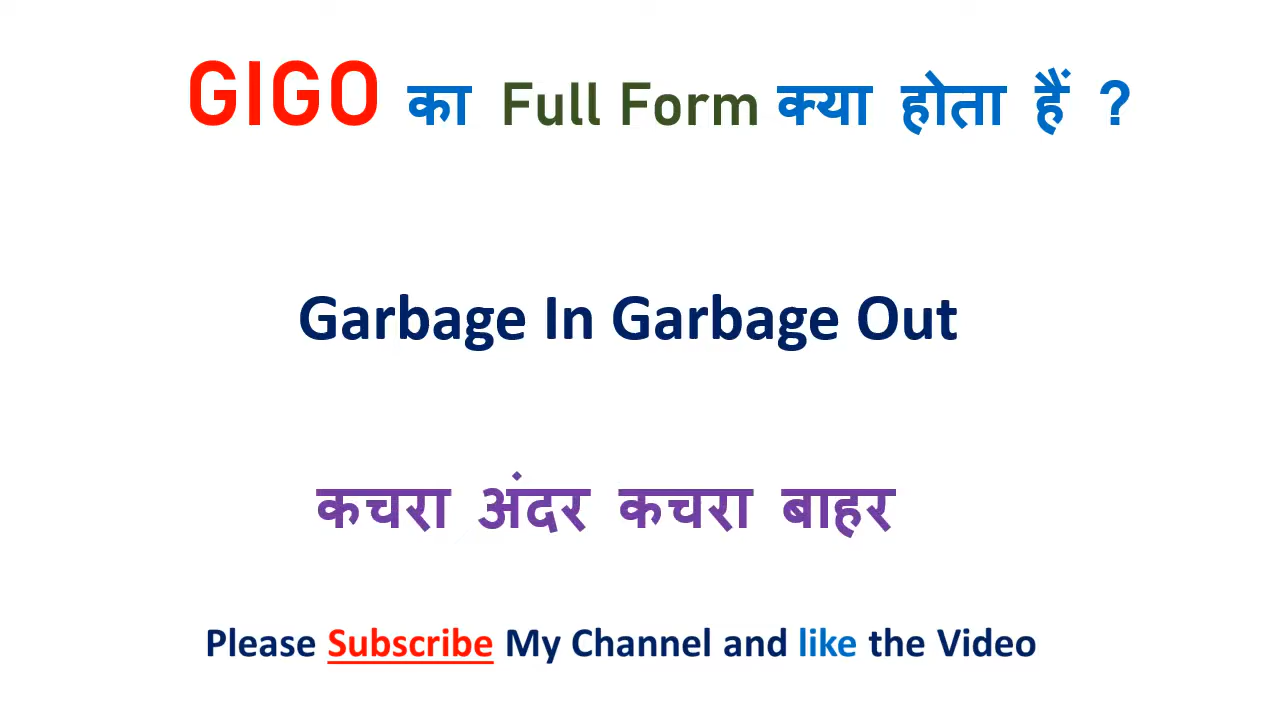 GIGO का Full Form क्या होता हैं ?
Garbage In Garbage Out
कचरा अंदर कचरा बाहर
Please Subscribe My Channel and like the Video